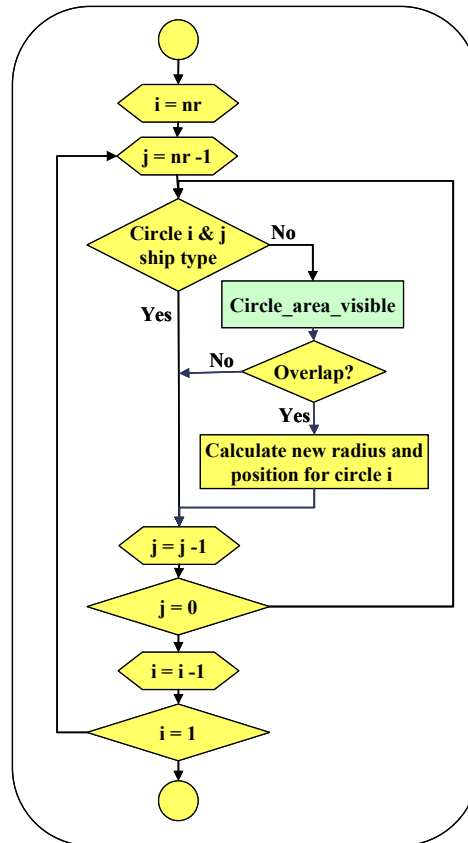 i = nr
j = nr -1
Circle i & j
ship type
No
Yes
Circle_area_visible
No
Overlap?
Yes
Calculate new radius and
position for circle i
j = j -1
j = 0
i = i -1
i = 1